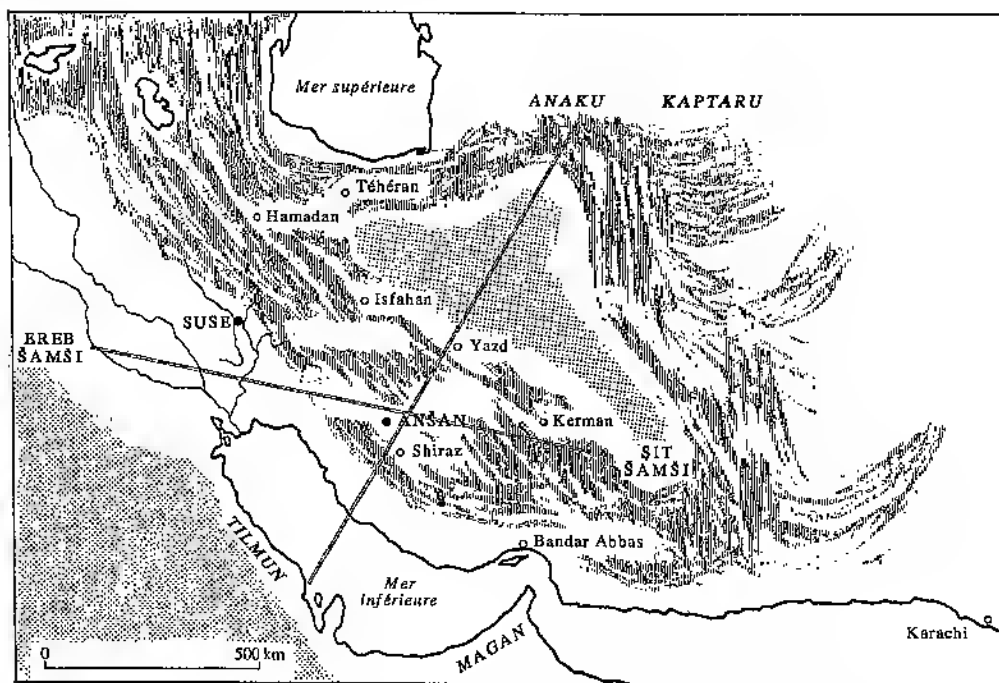 Mer supérieure
ANAKU
KAPTARU
Téhéran
Hamadan
Isfahan
SUSE
EREB
ŠAMŠI
Yazd
ANŠAN
Kerman
Shiraz
ṢIT
ŠAMŠI
Bandar Abbas
TILMUN
Mer
inférieure
MAGAN
Karachi
0 500 km